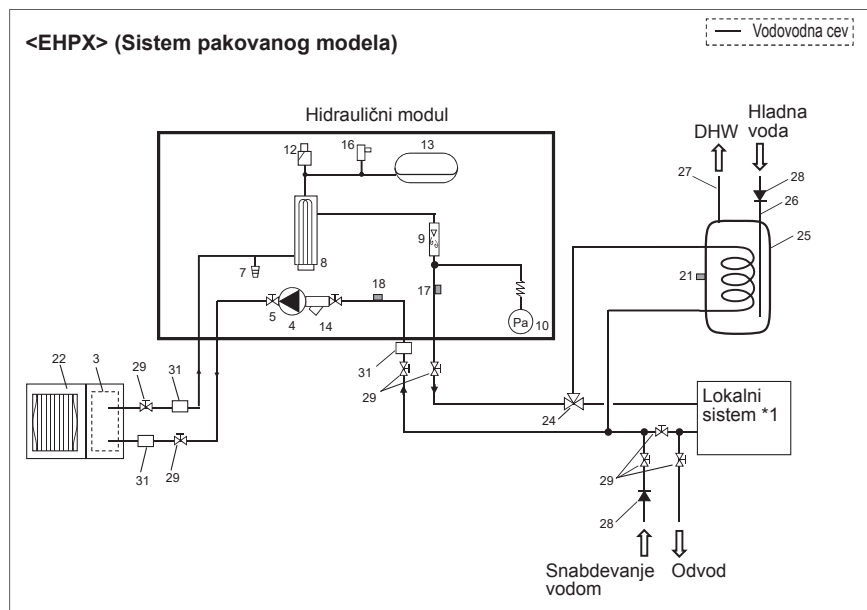 <EHPX> (Sistem pakovanog modela)
Vodovodna cev
Hidraulični modul
DHW
Hladna
voda
12
16
13
27
28
26
25
7
8
9
18
17
21
5
4
14
Pa
10
22
3
29
31
31
29
31
29
24
Lokalni
sistem *1
29
28
Snabdevanje
vodom
Odvod